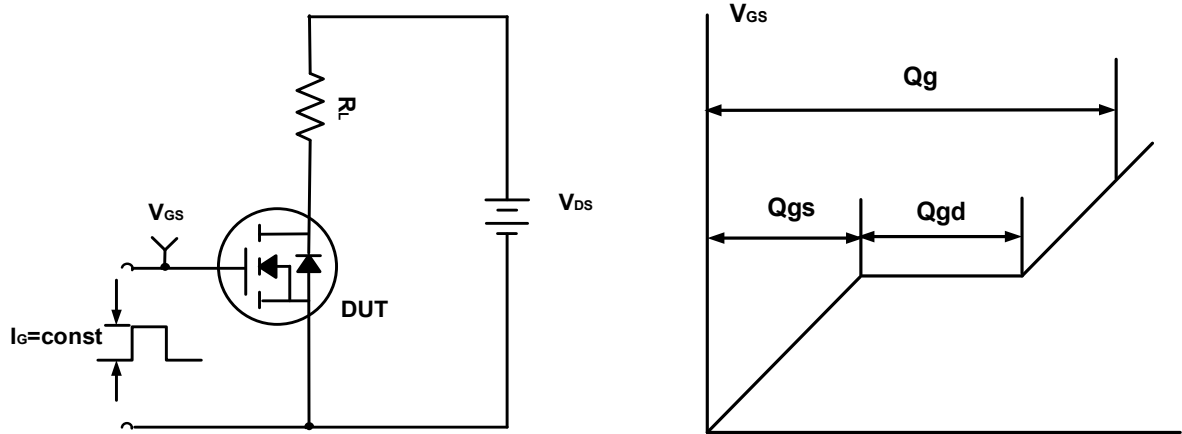 RL
VGS
DUT
IG=const
VDS
VGS
Qg
Qgs
Qgd